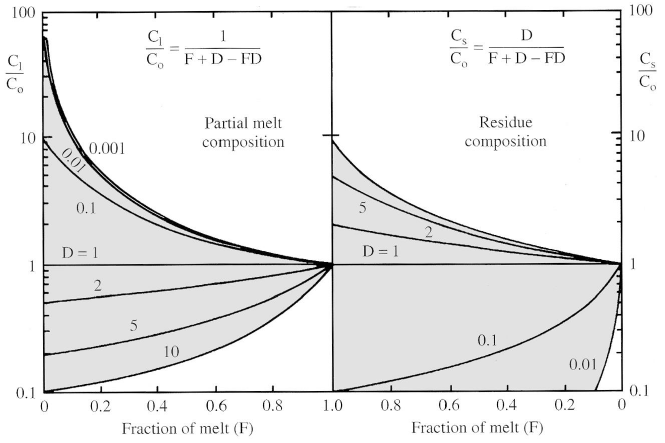 C_l/C_o = 1/(F + D – FD)
C_s/C_o = D/(F + D – FD)
100
100
C_l/C_o
C_s/C_o
Partial melt
composition
Residue
composition
10
10
0.001
0.01
0.1
5
2
D = 1
D = 1
1
1
2
5
10
0.1
0.01
0.1
0.1
0
0.2
0.4
0.6
0.8
1.0
0.8
0.6
0.4
0.2
0
Fraction of melt (F)
Fraction of melt (F)